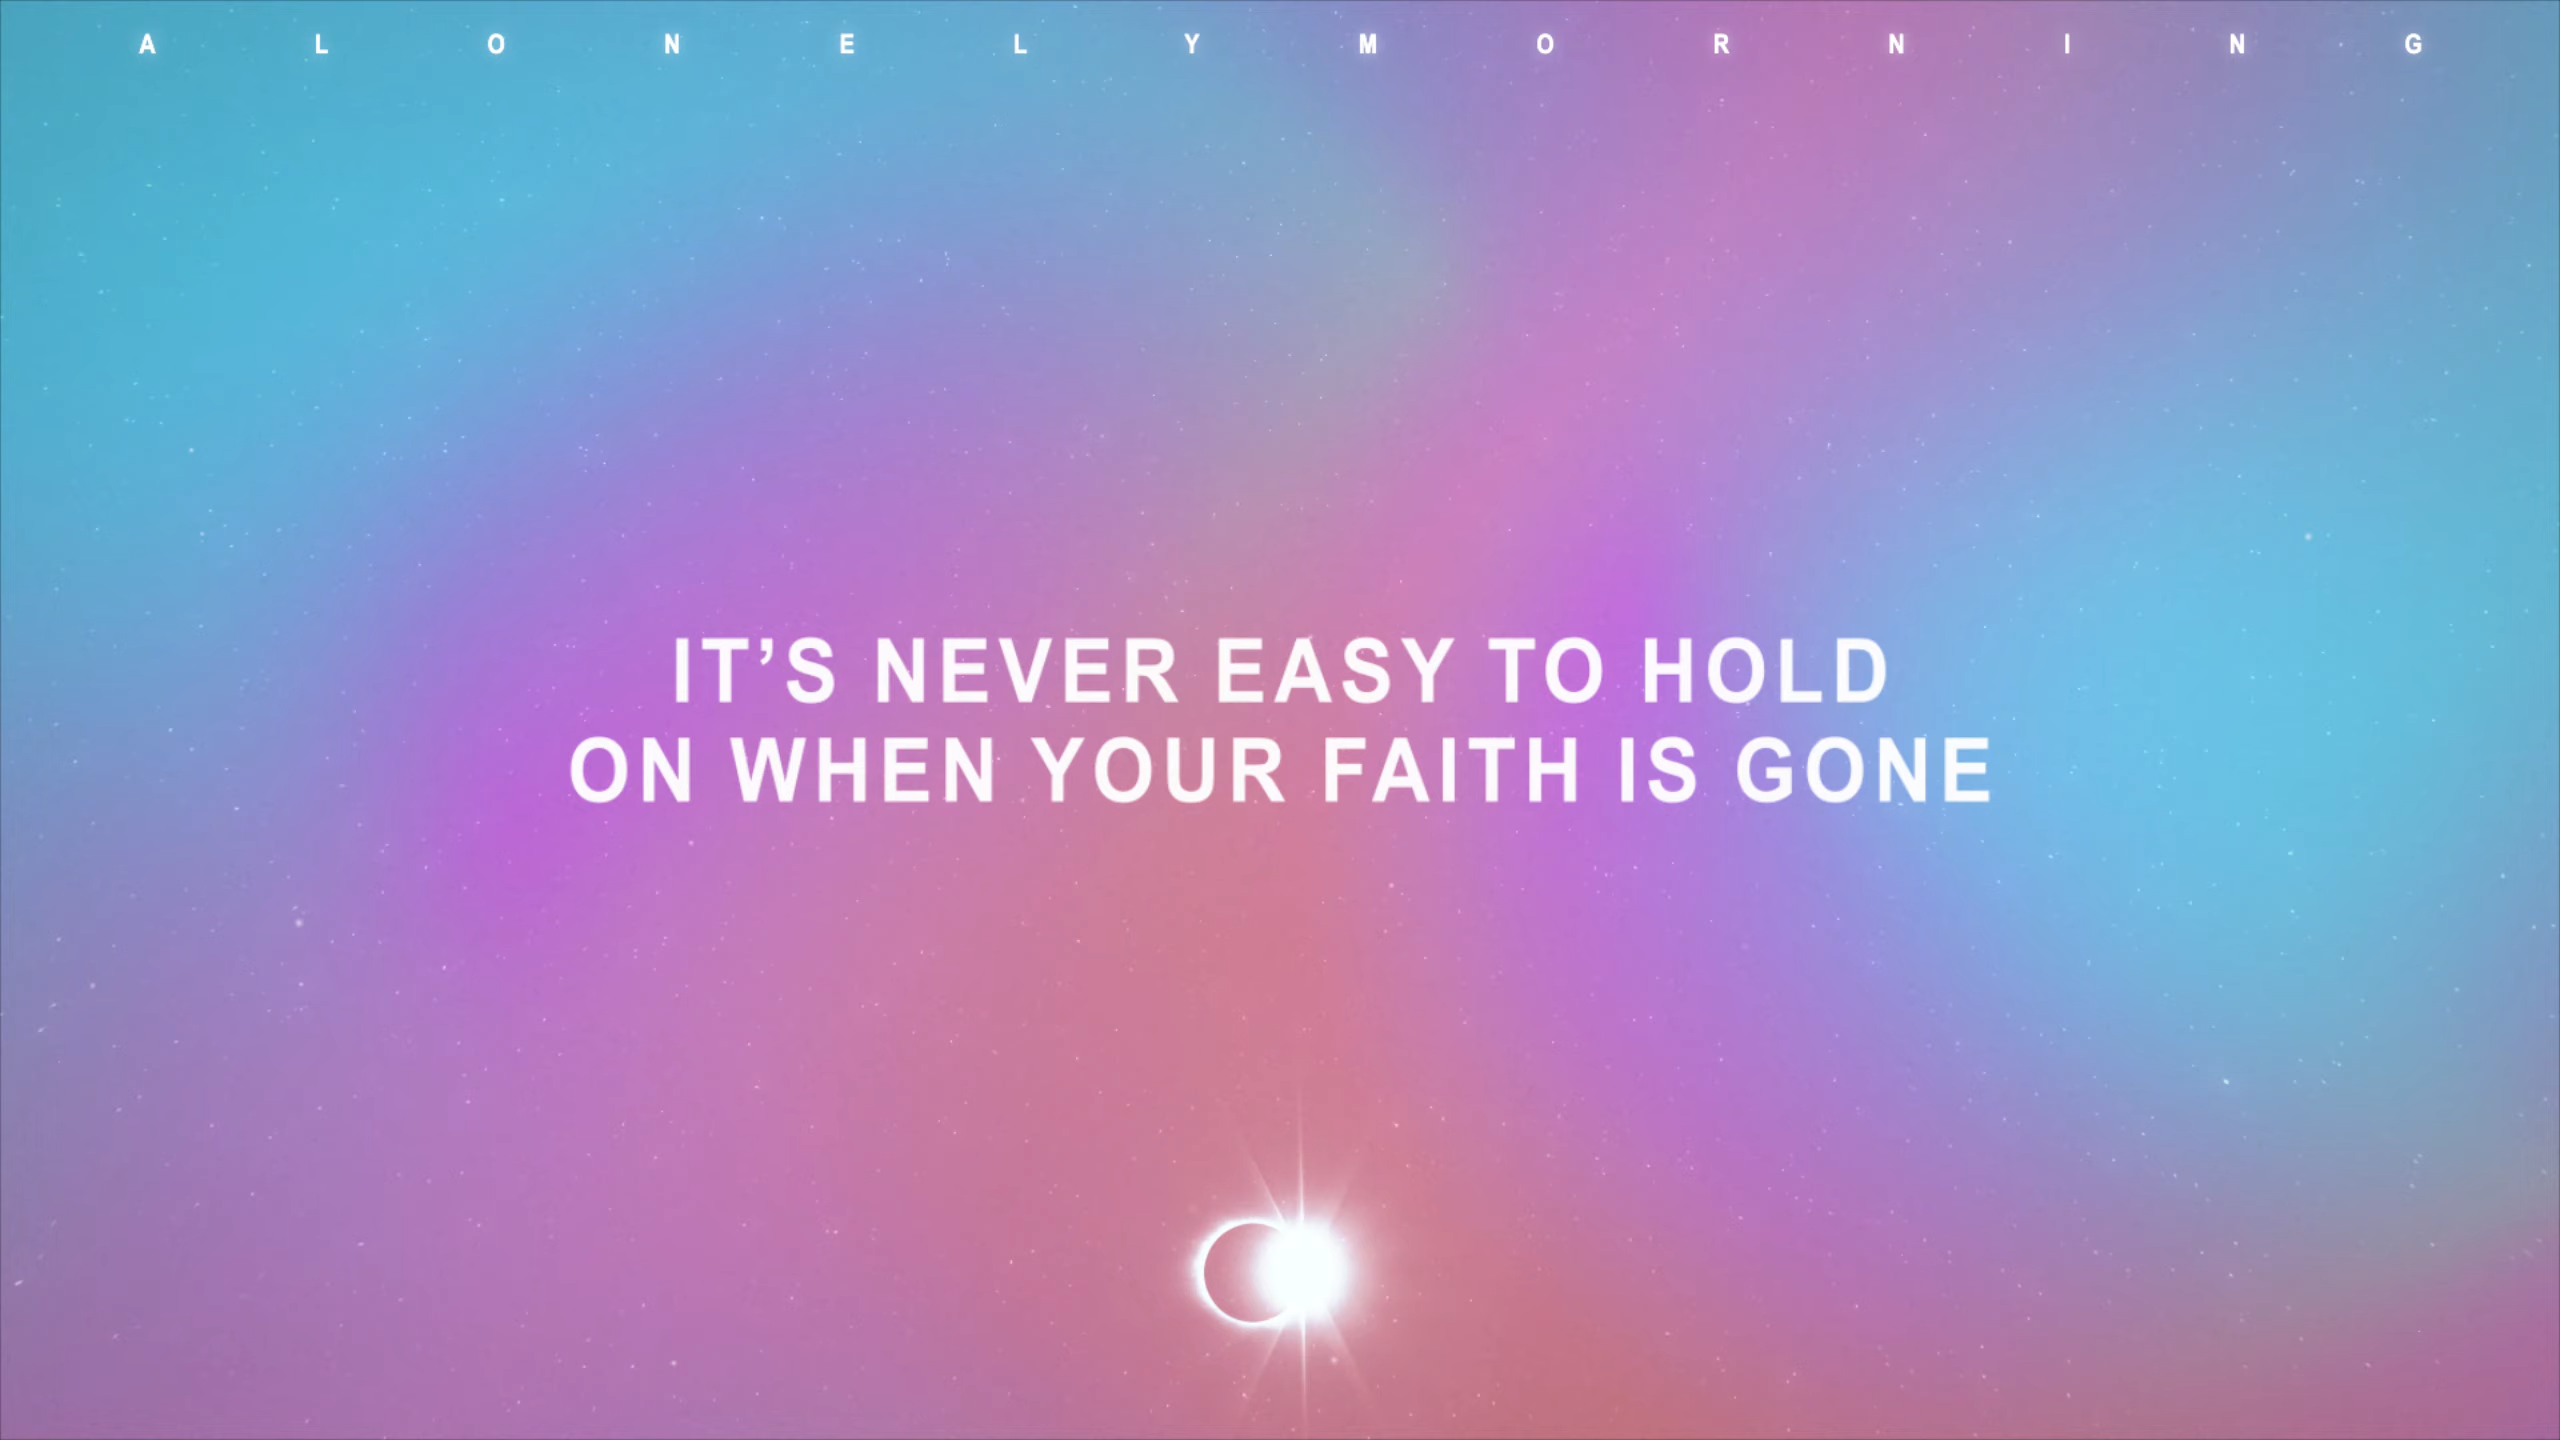 A L O N E L Y M O R N I N G
IT’S NEVER EASY TO HOLD
ON WHEN YOUR FAITH IS GONE